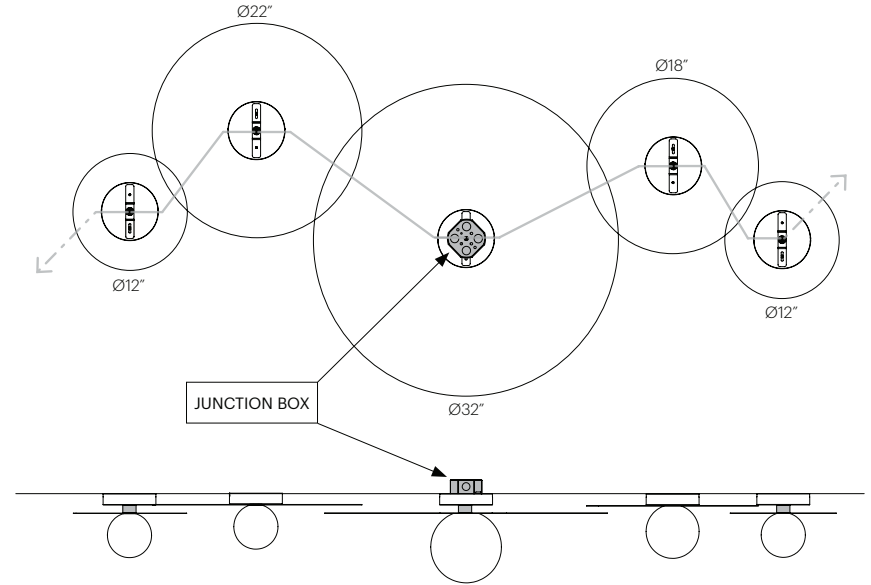 Ø22”
Ø18”
Ø12”
Ø12”
JUNCTION BOX
Ø32”